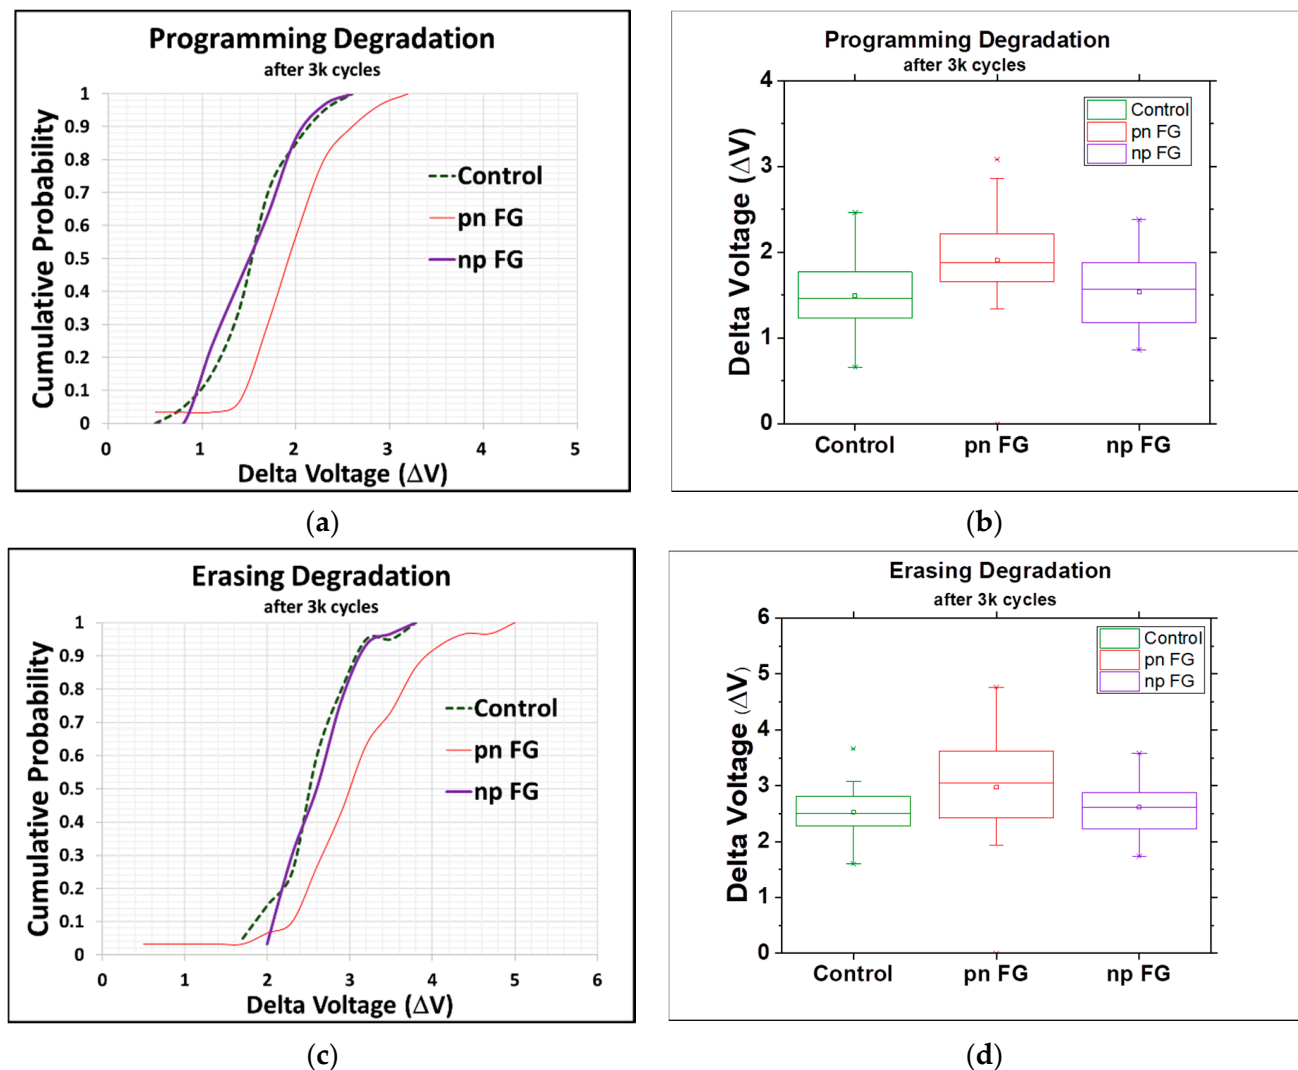 Programming Degradation
after 3k cycles
Cumulative Probability
1
0.9
0.8
0.7
0.6
0.5
0.4
0.3
0.2
0.1
0
Control
pn FG
np FG
0 1 2 3 4 5
Delta Voltage (ΔV)
(a)
Programming Degradation
after 3k cycles
Delta Voltage (ΔV)
4
3
2
1
0
Control
pn FG
np FG
Control pn FG np FG
(b)
Erasing Degradation
after 3k cycles
Cumulative Probability
1
0.9
0.8
0.7
0.6
0.5
0.4
0.3
0.2
0.1
0
Control
pn FG
np FG
0 1 2 3 4 5 6
Delta Voltage (ΔV)
(c)
Erasing Degradation
after 3k cycles
Delta Voltage (ΔV)
6
5
4
3
2
1
0
Control
pn FG
np FG
Control pn FG np FG
(d)